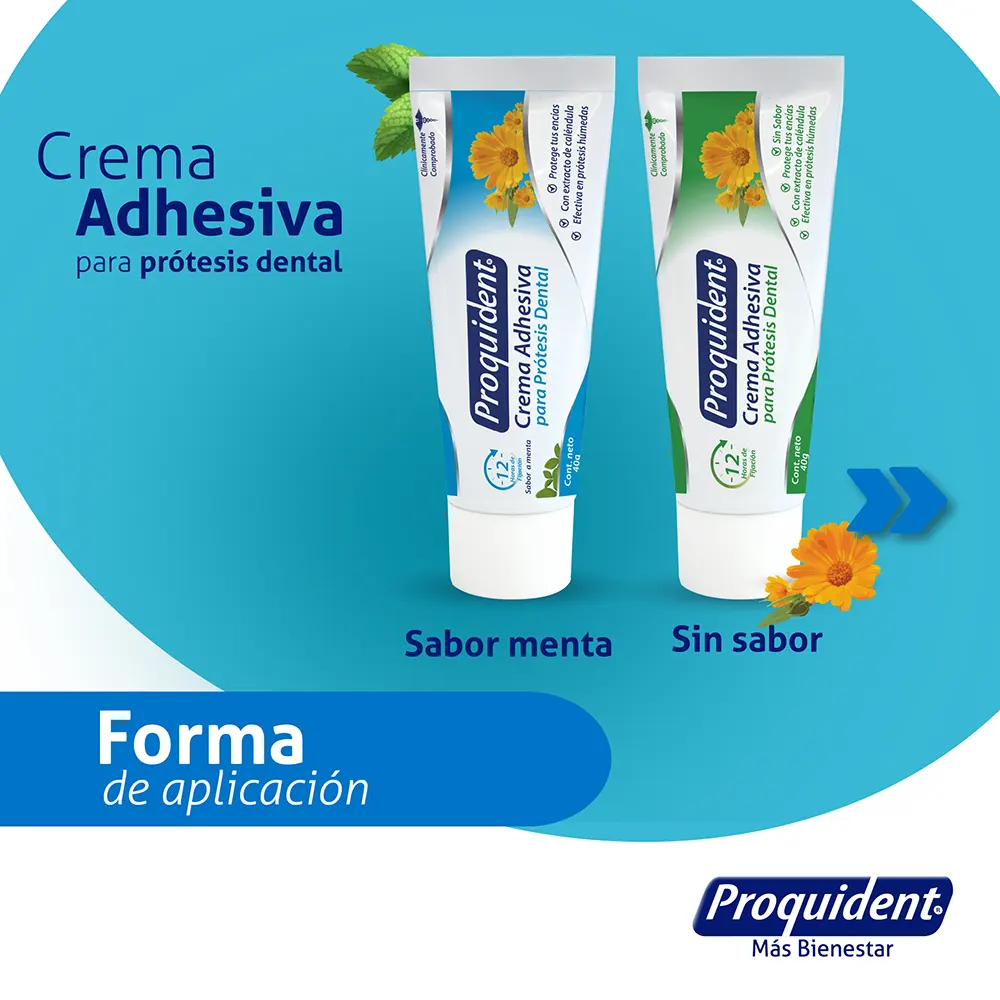 Crema
Adhesiva
para prótesis dental
Clínicamente
Comprobado
Protege tus encías
Con extracto de caléndula
Efectiva en prótesis húmedas
Proquident®
Crema Adhesiva
para Prótesis Dental
-12-
Horas de
Fijación
Sabor a menta
Cont. neto
40g
Clínicamente
Comprobado
Sin Sabor
Protege tus encías
Con extracto de caléndula
Efectiva en prótesis húmedas
Proquident®
Crema Adhesiva
para Prótesis Dental
-12-
Horas de
Fijación
Cont. neto
40g
Sabor menta
Sin sabor
Forma
de aplicación
Proquident®
Más Bienestar